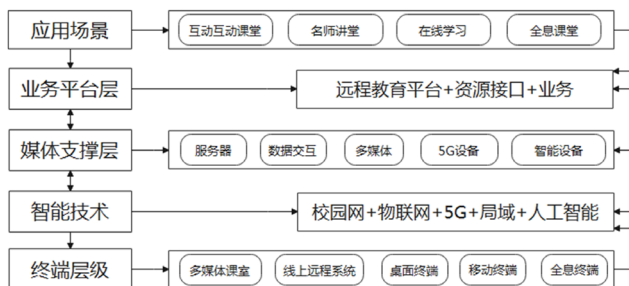 应用场景
互动互动课堂 名师讲堂 在线学习 全息课堂
业务平台层
远程教育平台+资源接口+业务
媒体支撑层
服务器 数据交互 多媒体 5G设备 智能设备
智能技术
校园网+物联网+5G+局域+人工智能
终端层级
多媒体课室 线上远程系统 桌面终端 移动终端 全息终端